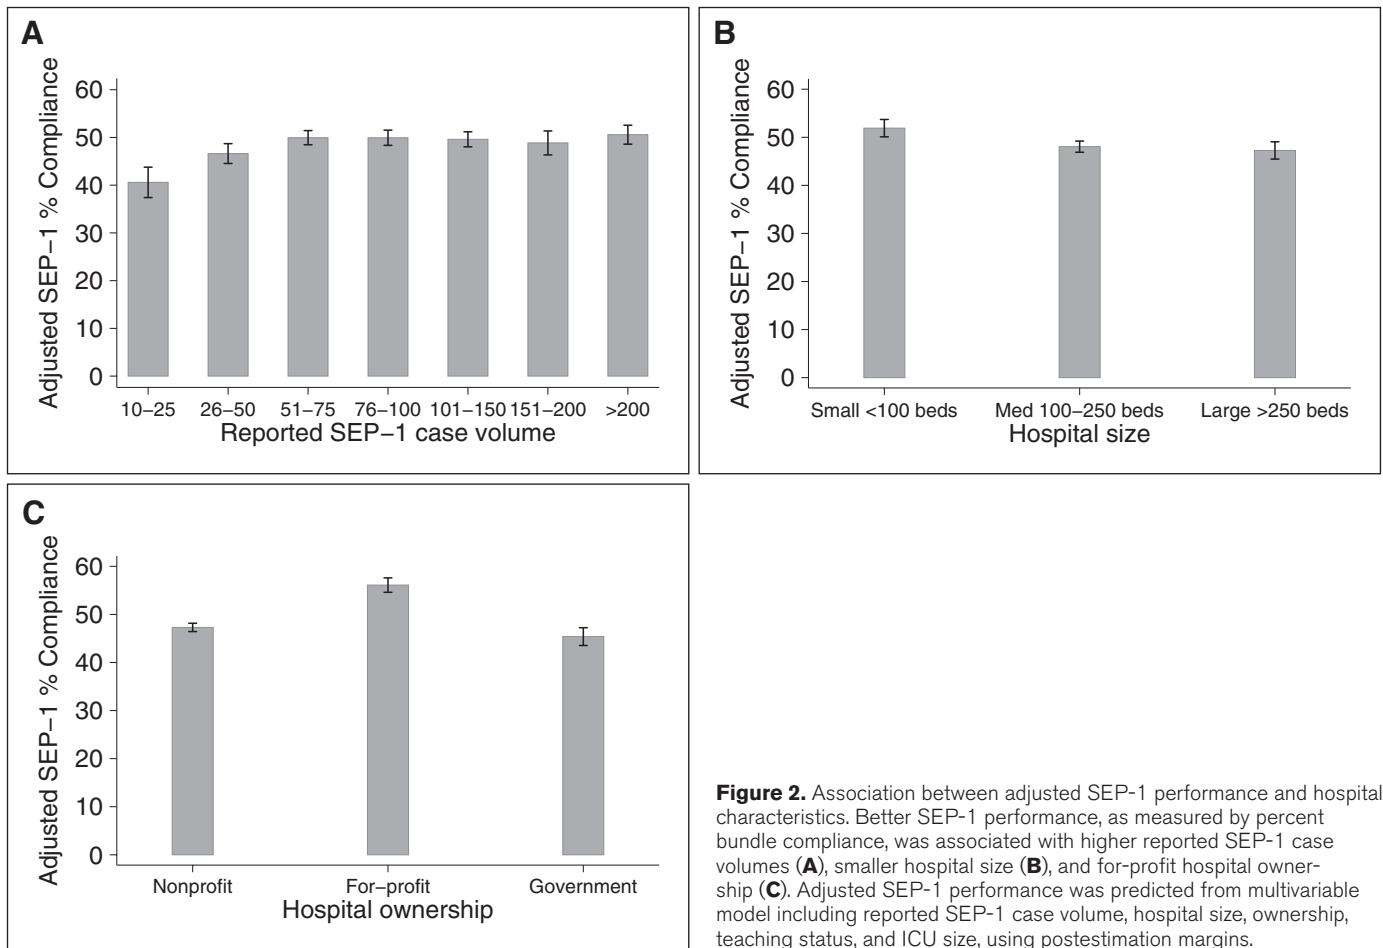 A
Adjusted SEP−1 % Compliance
60
50
40
30
20
10
0
10−25 26−50 51−75 76−100 101−150 151−200 >200
Reported SEP−1 case volume
B
Adjusted SEP−1 % Compliance
60
50
40
30
20
10
0
Small <100 beds Med 100−250 beds Large >250 beds
Hospital size
C
Adjusted SEP−1 % Compliance
60
50
40
30
20
10
0
Nonprofit For−profit Government
Hospital ownership
Figure 2. Association between adjusted SEP-1 performance and hospital
characteristics. Better SEP-1 performance, as measured by percent
bundle compliance, was associated with higher reported SEP-1 case
volumes (A), smaller hospital size (B), and for-profit hospital owner-
ship (C). Adjusted SEP-1 performance was predicted from multivariable
model including reported SEP-1 case volume, hospital size, ownership,
teaching status, and ICU size, using postestimation margins.